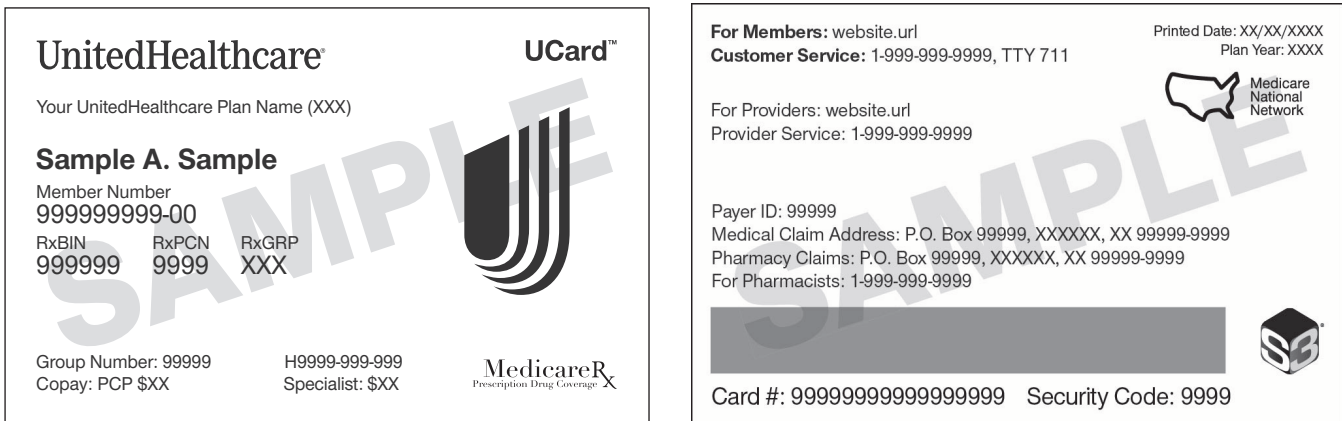 UnitedHealthcare®
UCard™
Your UnitedHealthcare Plan Name (XXX)
Sample A. Sample
Member Number
999999999-00
RxBIN RxPCN RxGRP
999999 9999 XXX
Group Number: 99999 H9999-999-999
Copay: PCP $XX Specialist: $XX
MedicareRx
Prescription Drug Coverage
SAMPLE
For Members: website.url
Customer Service: 1-999-999-9999, TTY 711
Printed Date: XX/XX/XXXX
Plan Year: XXXX
Medicare
National
Network
For Providers: website.url
Provider Service: 1-999-999-9999
Payer ID: 99999
Medical Claim Address: P.O. Box 99999, XXXXXX, XX 99999-9999
Pharmacy Claims: P.O. Box 99999, XXXXXX, XX 99999-9999
For Pharmacists: 1-999-999-9999
S3®
Card #: 99999999999999999 Security Code: 9999
SAMPLE